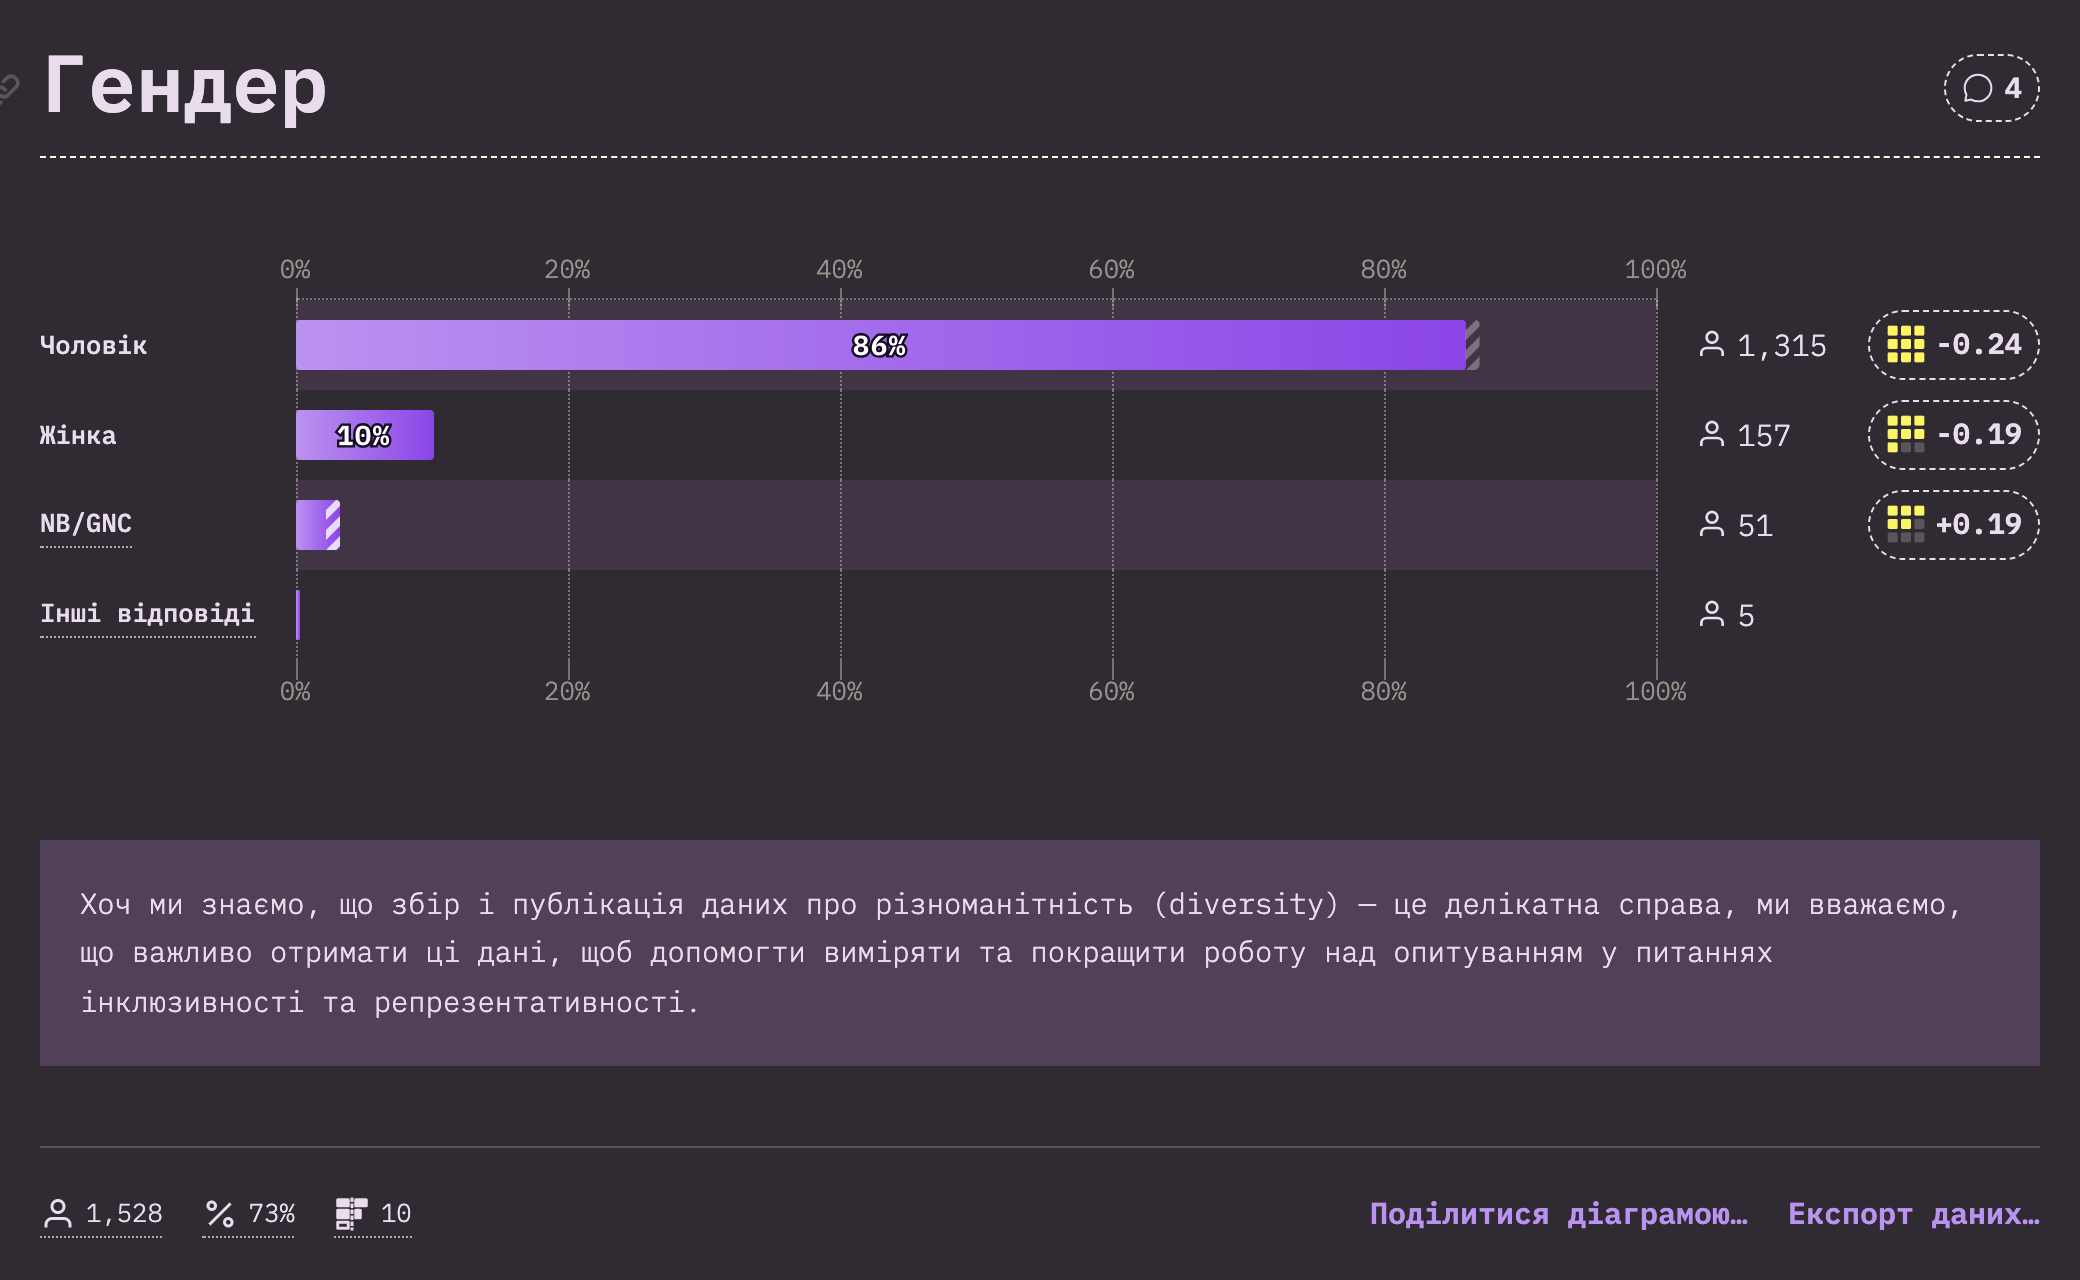 Гендер
4
0% 20% 40% 60% 80% 100%
Чоловік 86% 1,315 -0.24
Жінка 10% 157 -0.19
NB/GNC 51 +0.19
Інші відповіді 5
0% 20% 40% 60% 80% 100%
Хоч ми знаємо, що збір і публікація даних про різноманітність (diversity) — це делікатна справа, ми вважаємо,
що важливо отримати ці дані, щоб допомогти виміряти та покращити роботу над опитуванням у питаннях
інклюзивності та репрезентативності.
1,528 73% 10 Поділитися діаграмою… Експорт даних…